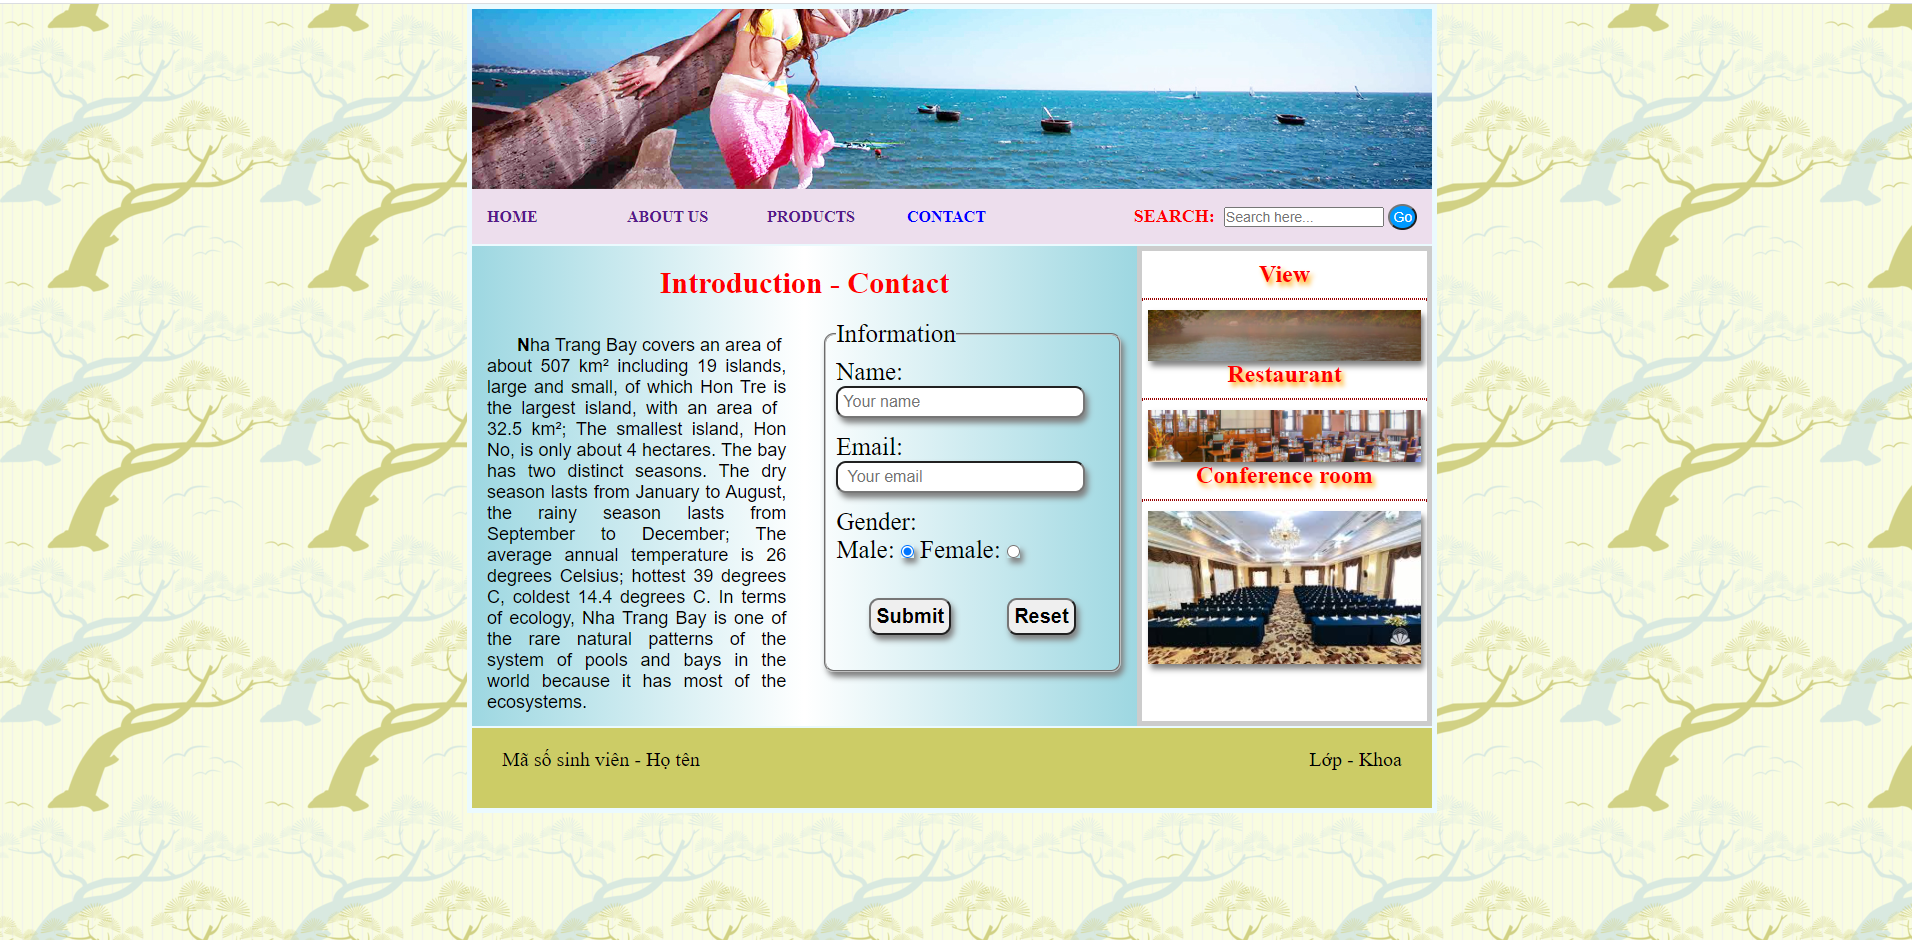 HOME ABOUT US PRODUCTS CONTACT SEARCH: Search here... Go
Introduction - Contact
Nha Trang Bay covers an area of
about 507 km² including 19 islands,
large and small, of which Hon Tre is
the largest island, with an area of
32.5 km²; The smallest island, Hon
No, is only about 4 hectares. The bay
has two distinct seasons. The dry
season lasts from January to August,
the rainy season lasts from
September to December; The
average annual temperature is 26
degrees Celsius; hottest 39 degrees
C, coldest 14.4 degrees C. In terms
of ecology, Nha Trang Bay is one of
the rare natural patterns of the
system of pools and bays in the
world because it has most of the
ecosystems.
Information
Name:
Your name
Email:
Your email
Gender:
Male: Female:
Submit Reset
View
Restaurant
Conference room
Mã số sinh viên - Họ tên Lớp - Khoa